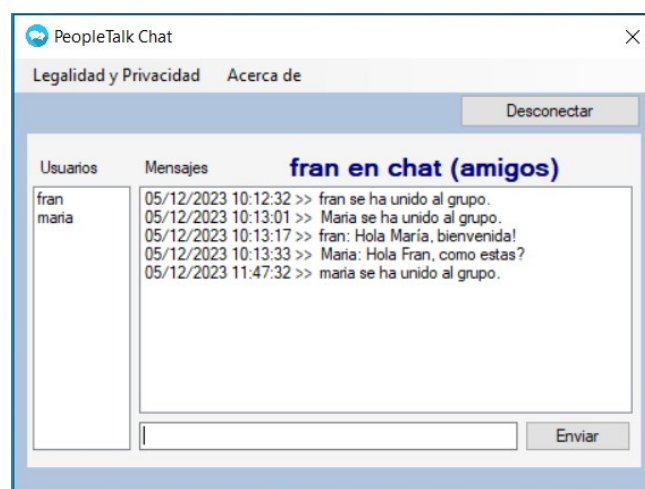 PeopleTalk Chat
Legalidad y Privacidad Acerca de
Desconectar
Usuarios Mensajes fran en chat (amigos)
fran
maria
05/12/2023 10:12:32 >> fran se ha unido al grupo.
05/12/2023 10:13:01 >> Maria se ha unido al grupo.
05/12/2023 10:13:17 >> fran: Hola María, bienvenida!
05/12/2023 10:13:33 >> Maria: Hola Fran, como estas?
05/12/2023 11:47:32 >> maria se ha unido al grupo.
Enviar